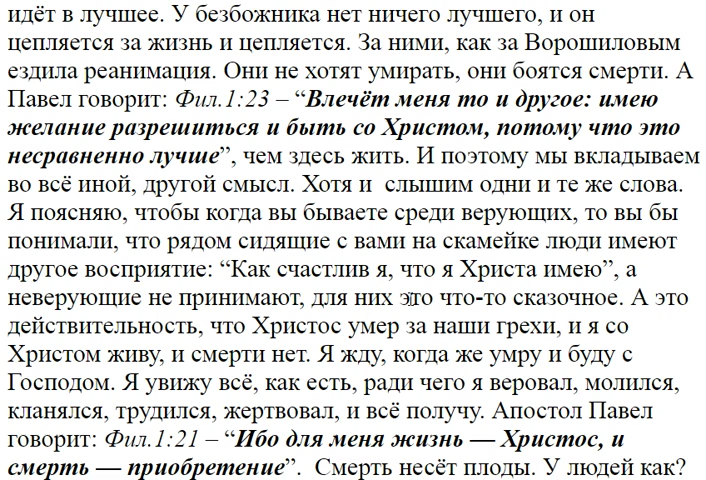 идёт в лучшее. У безбожника нет ничего лучшего, и он
цепляется за жизнь и цепляется. За ними, как за Ворошиловым
ездила реанимация. Они не хотят умирать, они боятся смерти. А
Павел говорит: Фил.1:23 – “Влечёт меня то и другое: имею
желание разрешиться и быть со Христом, потому что это
несравненно лучше”, чем здесь жить. И поэтому мы вкладываем
во всё иной, другой смысл. Хотя и  слышим одни и те же слова.
Я поясняю, чтобы когда вы бываете среди верующих, то вы бы
понимали, что рядом сидящие с вами на скамейке люди имеют
другое восприятие: “Как счастлив я, что я Христа имею”, а
неверующие не принимают, для них это что-то сказочное. А это
действительность, что Христос умер за наши грехи, и я со
Христом живу, и смерти нет. Я жду, когда же умру и буду с
Господом. Я увижу всё, как есть, ради чего я веровал, молился,
кланялся, трудился, жертвовал, и всё получу. Апостол Павел
говорит: Фил.1:21 – “Ибо для меня жизнь — Христос, и
смерть — приобретение”.  Смерть несёт плоды. У людей как?